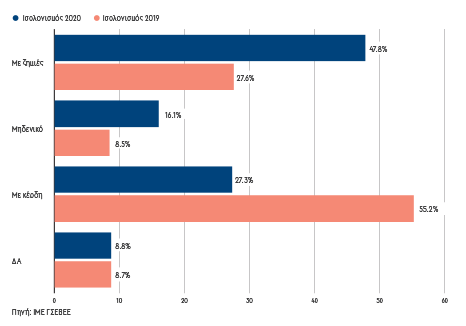 Ισολογισμός 2020 Ισολογισμός 2019
Με ζημιές
47.8%
27.6%
Μηδενικό
16.1%
8.5%
Με κέρδη
27.3%
55.2%
ΔΑ
8.8%
8.7%
0 10 20 30 40 50 60
Πηγή: ΙΜΕ ΓΣΕΒΕΕ